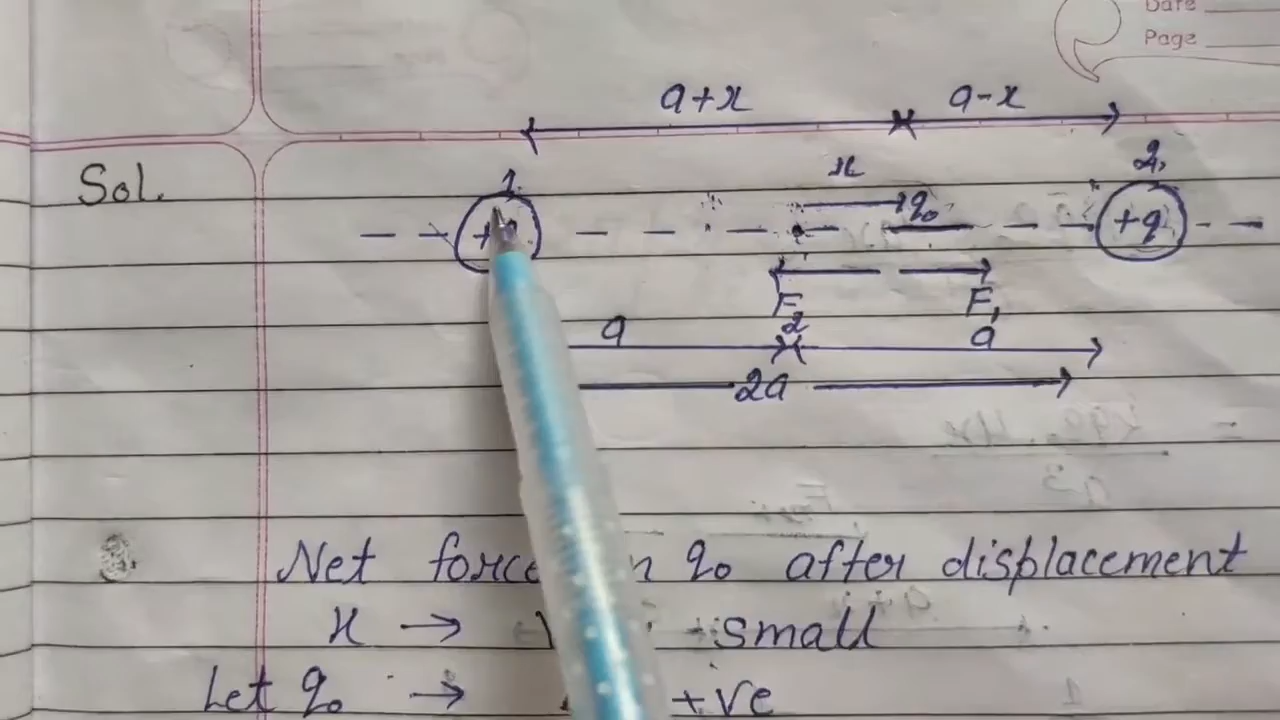 Date
Page
a+x a-x
Sol. 1. x 2.
q₀ +q
F₂ F₁
a a
2a
Net force q₀ after displacement
x → small
Let q₀ → +ve